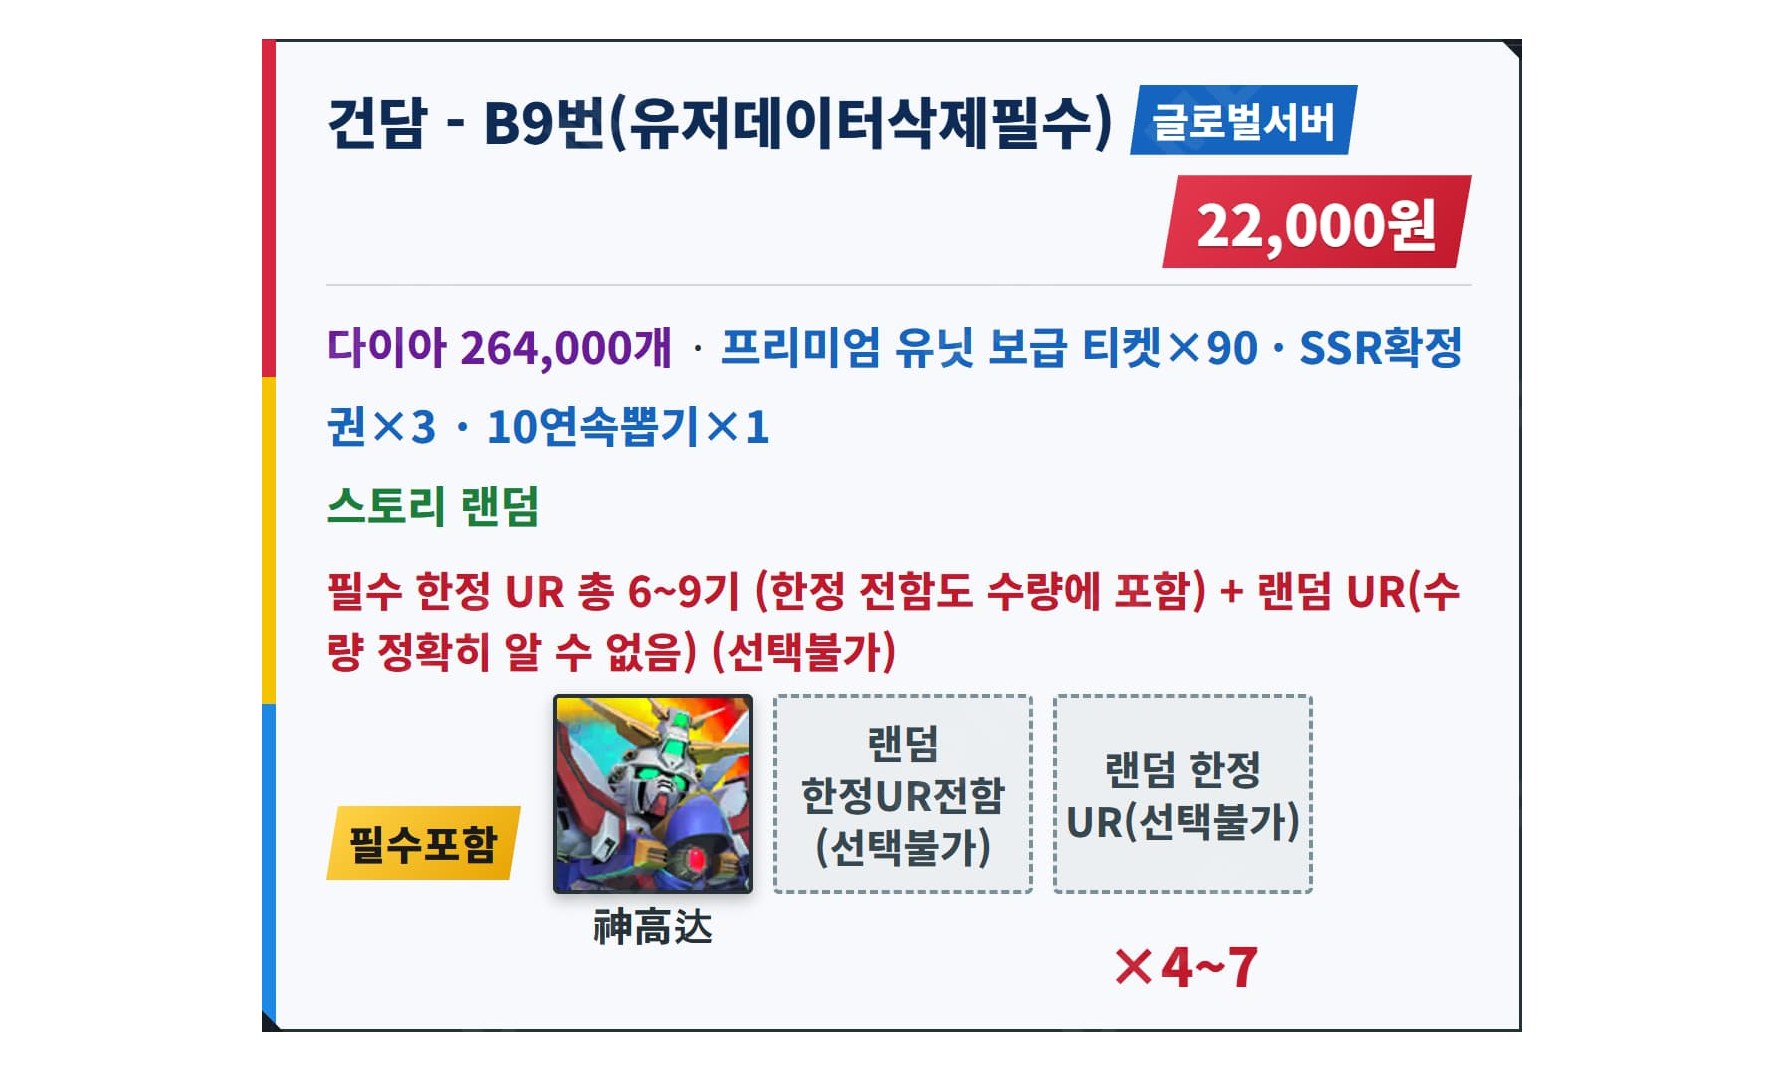 건담 - B9번(유저데이터삭제필수) 글로벌서버
22,000원
다이아 264,000개 · 프리미엄 유닛 보급 티켓×90 · SSR확정
권×3 · 10연속뽑기×1
스토리 랜덤
필수 한정 UR 총 6~9기 (한정 전함도 수량에 포함) + 랜덤 UR(수
량 정확히 알 수 없음) (선택불가)
필수포함
神高达
랜덤
한정UR전함
(선택불가)
랜덤 한정
UR(선택불가)
×4~7